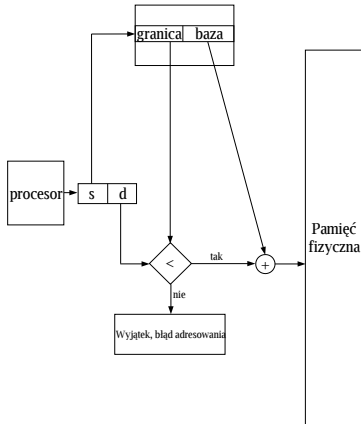 granica baza
procesor
s d
Pamięć
fizyczna
<
tak
+
nie
Wyjątek, błąd adresowania